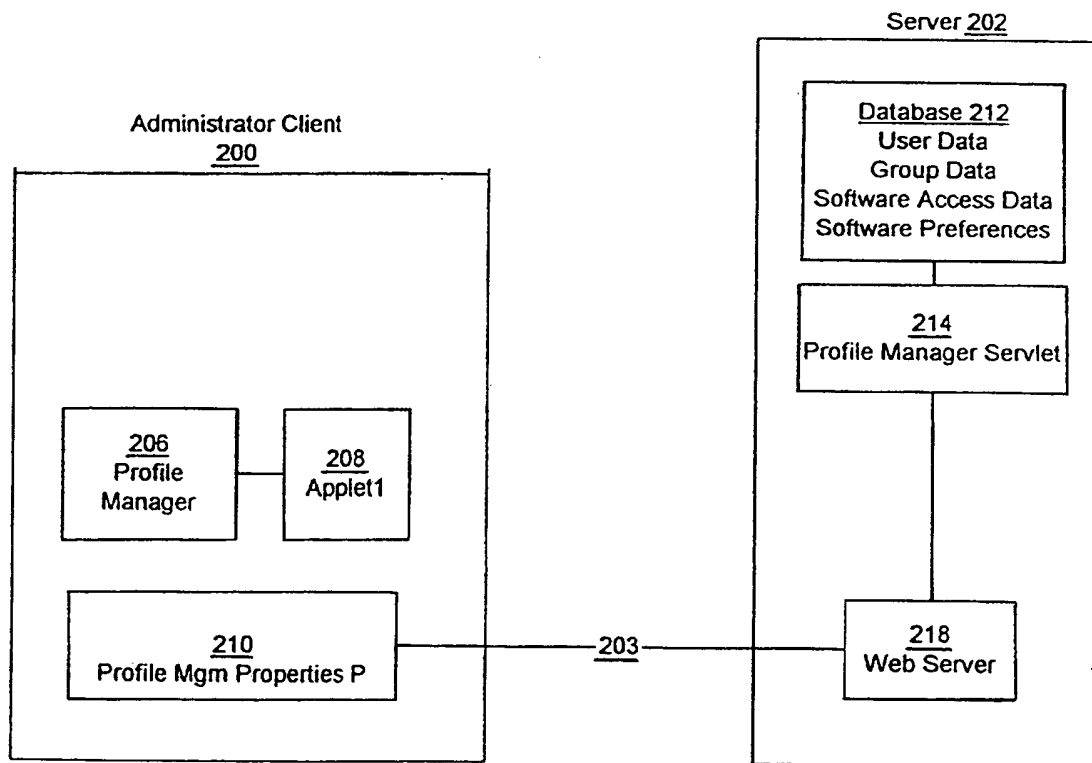 Server 202
Database 212
User Data
Group Data
Software Access Data
Software Preferences
214
Profile Manager Servlet
Administrator Client
200
206
Profile
Manager
208
Applet1
210
Profile Mgm Properties P
203
218
Web Server